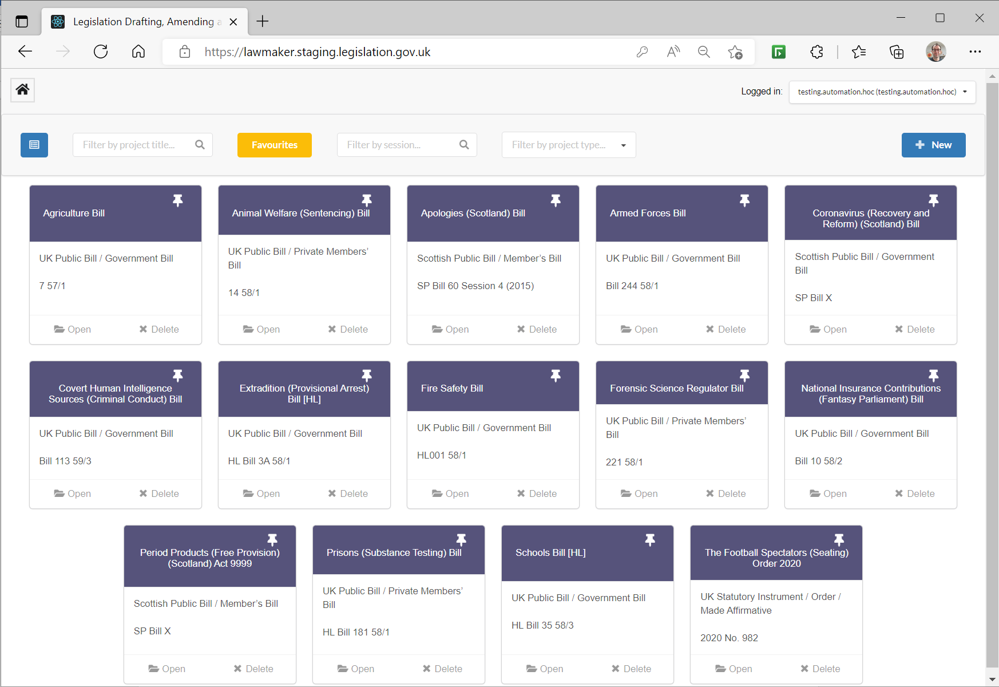 Legislation Drafting, Amending a
https://lawmaker.staging.legislation.gov.uk
Logged in:
testing.automation.hoc (testing.automation.hoc)
Filter by project title...
Favourites
Filter by session...
Filter by project type...
New
Agriculture Bill
UK Public Bill / Government Bill
7 57/1
Open
Delete
Animal Welfare (Sentencing) Bill
UK Public Bill / Private Members’
Bill
14 58/1
Open
Delete
Apologies (Scotland) Bill
Scottish Public Bill / Member’s Bill
SP Bill 60 Session 4 (2015)
Open
Delete
Armed Forces Bill
UK Public Bill / Government Bill
Bill 244 58/1
Open
Delete
Coronavirus (Recovery and
Reform) (Scotland) Bill
Scottish Public Bill / Government
Bill
SP Bill X
Open
Delete
Covert Human Intelligence
Sources (Criminal Conduct) Bill
UK Public Bill / Government Bill
Bill 113 59/3
Open
Delete
Extradition (Provisional Arrest)
Bill [HL]
UK Public Bill / Government Bill
HL Bill 3A 58/1
Open
Delete
Fire Safety Bill
UK Public Bill / Government Bill
HL001 58/1
Open
Delete
Forensic Science Regulator Bill
UK Public Bill / Private Members’
Bill
221 58/1
Open
Delete
National Insurance Contributions
(Fantasy Parliament) Bill
UK Public Bill / Government Bill
Bill 10 58/2
Open
Delete
Period Products (Free Provision)
(Scotland) Act 9999
Scottish Public Bill / Member’s Bill
SP Bill X
Open
Delete
Prisons (Substance Testing) Bill
UK Public Bill / Private Members’
Bill
HL Bill 181 58/1
Open
Delete
Schools Bill [HL]
UK Public Bill / Government Bill
HL Bill 35 58/3
Open
Delete
The Football Spectators (Seating)
Order 2020
UK Statutory Instrument / Order /
Made Affirmative
2020 No. 982
Open
Delete